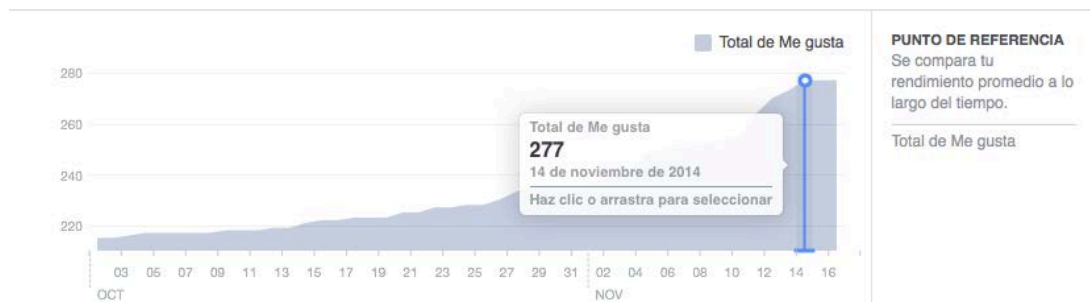 Total de Me gusta
280
260
240
220
Total de Me gusta
277
14 de noviembre de 2014
Haz clic o arrastra para seleccionar
03 05 07 09 11 13 15 17 19 21 23 25 27 29 31 02 04 06 08 10 12 14 16
OCT NOV
PUNTO DE REFERENCIA
Se compara tu
rendimiento promedio a lo
largo del tiempo.
Total de Me gusta